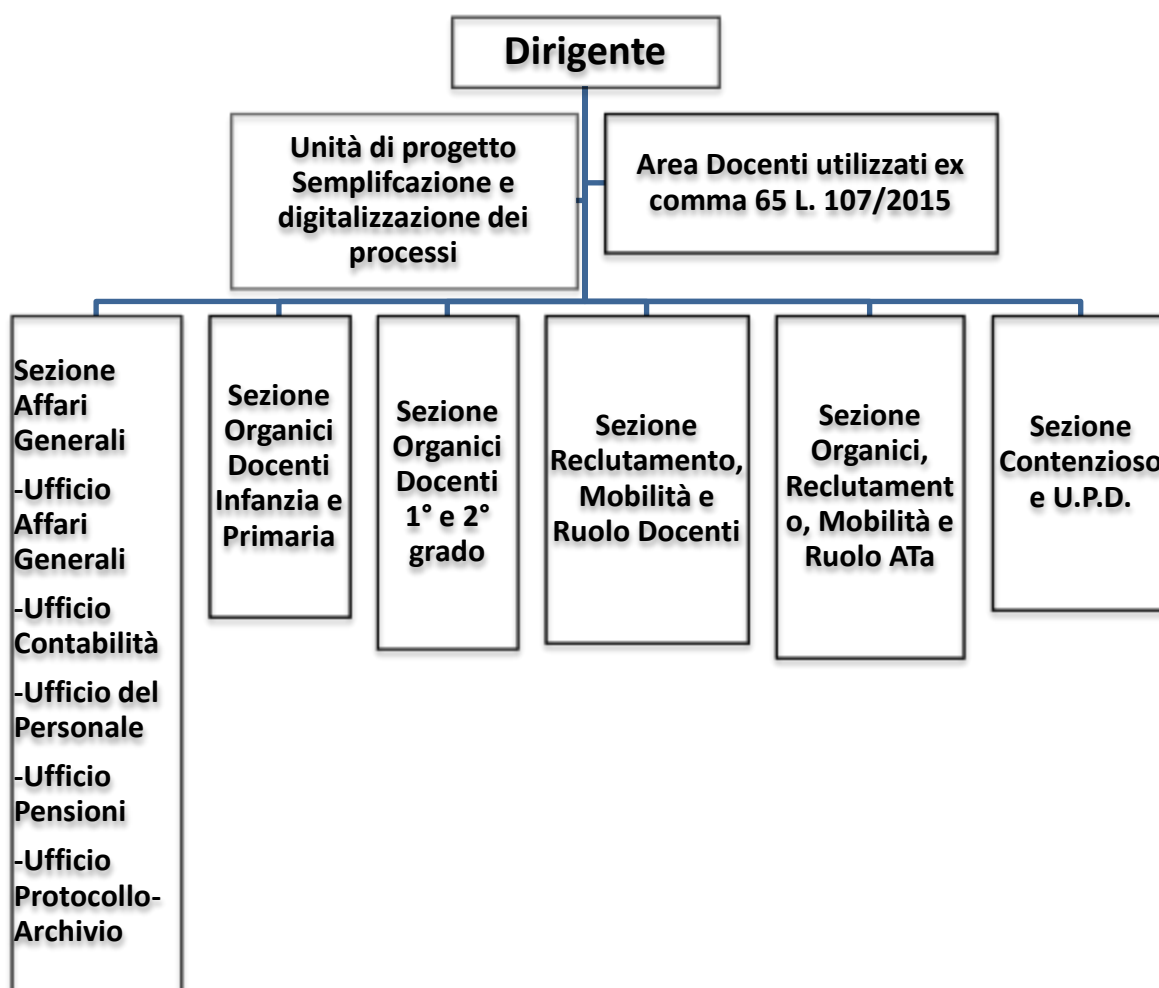 Dirigente
Unità di progetto
Semplifcazione e
digitalizzazione dei
processi
Area Docenti utilizzati ex
comma 65 L. 107/2015
Sezione
Affari
Generali
-Ufficio
Affari
Generali
-Ufficio
Contabilità
-Ufficio del
Personale
-Ufficio
Pensioni
-Ufficio
Protocollo-
Archivio
Sezione
Organici
Docenti
Infanzia e
Primaria
Sezione
Organici
Docenti
1° e 2°
grado
Sezione
Reclutamento,
Mobilità e
Ruolo Docenti
Sezione
Organici,
Reclutament
o, Mobilità e
Ruolo ATa
Sezione
Contenzioso
e U.P.D.